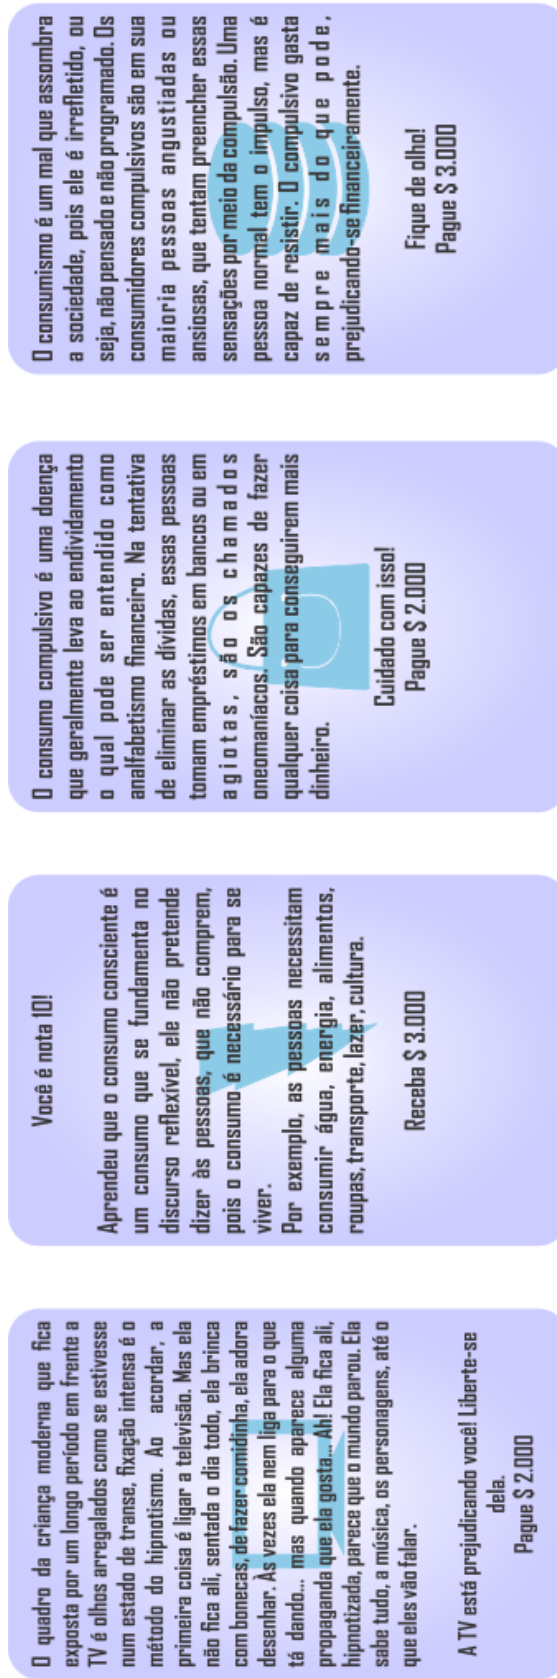 O consumismo é um mal que assombra
a sociedade, pois ele é irrefletido, ou
seja, não pensado e não programado. Os
consumidores compulsivos são em sua
maioria pessoas angustiadas ou
ansiosas, que tentam preencher essas
sensações por meio da compulsão. Uma
pessoa normal tem o impulso, mas é
capaz de resistir. O compulsivo gasta
sempre mais do que pode,
prejudicando-se financeiramente.
Fique de olho!
Pague $ 3.000
O consumo compulsivo é uma doença
que geralmente leva ao endividamento
o qual pode ser entendido como
analfabetismo financeiro. Na tentativa
de eliminar as dívidas, essas pessoas
tomam empréstimos em bancos ou em
agiotas, são os chamados
oneomaníacos. São capazes de fazer
qualquer coisa para conseguirem mais
dinheiro.
Cuidado com isso!
Pague $ 2.000
Você é nota 10!
Aprendeu que o consumo consciente é
um consumo que se fundamenta no
discurso reflexível, ele não pretende
dizer às pessoas, que não comprem,
pois o consumo é necessário para se
viver.
Por exemplo, as pessoas necessitam
consumir água, energia, alimentos,
roupas, transporte, lazer, cultura.
Receba $ 3.000
O quadro da criança moderna que fica
exposta por um longo período em frente a
TV é olhos arregalados como se estivesse
num estado de transe, fixação intensa é o
método do hipnotismo. Ao acordar, a
primeira coisa é ligar a televisão. Mas ela
não fica ali, sentada o dia todo, ela brinca
com bonecas, de fazer comidinha, ela adora
desenhar. Às vezes ela nem liga para o que
tá dando... mas quando aparece alguma
propaganda que ela gosta... Ah! Ela fica ali,
hipnotizada, parece que o mundo parou. Ela
sabe tudo, a música, os personagens, até o
que eles vão falar.
A TV está prejudicando você! Liberte-se
dela.
Pague $ 2.000